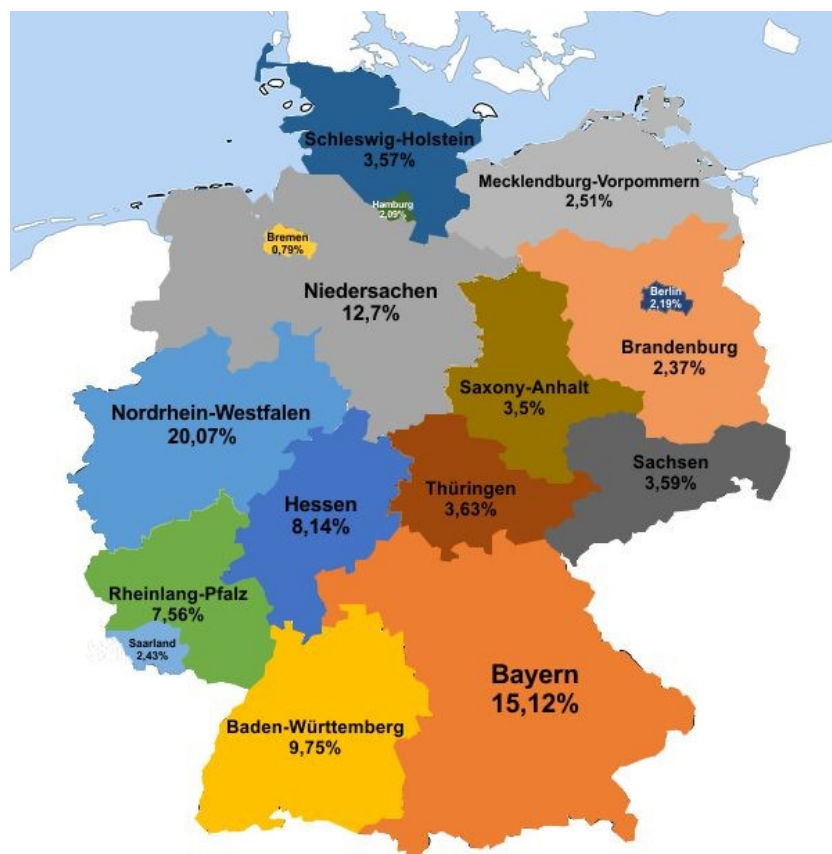 Schleswig-Holstein
3,57%
Mecklendburg-Vorpommern
2,51%
Hamburg
2,09%
Bremen
0,79%
Niedersachen
12,7%
Berlin
2,19%
Brandenburg
2,37%
Saxony-Anhalt
3,5%
Nordrhein-Westfalen
20,07%
Sachsen
3,59%
Thüringen
3,63%
Hessen
8,14%
Rheinlang-Pfalz
7,56%
Saarland
2,43%
Bayern
15,12%
Baden-Württemberg
9,75%